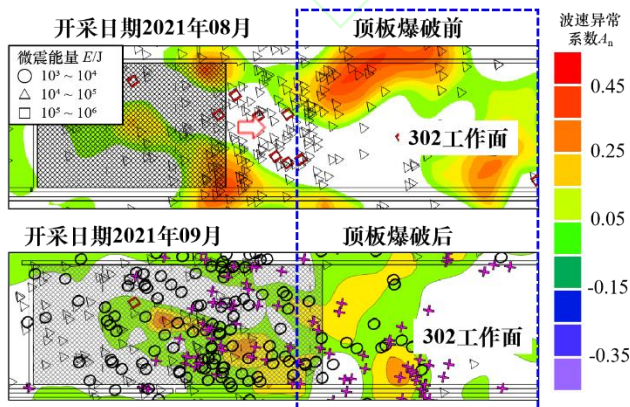 开采日期2021年08月
顶板爆破前
微震能量 E/J
10³～10⁴
10⁴～10⁵
10⁵～10⁶
302工作面
开采日期2021年09月
顶板爆破后
302工作面
波速异常
系数Aₙ
0.45
0.25
0.05
-0.15
-0.35